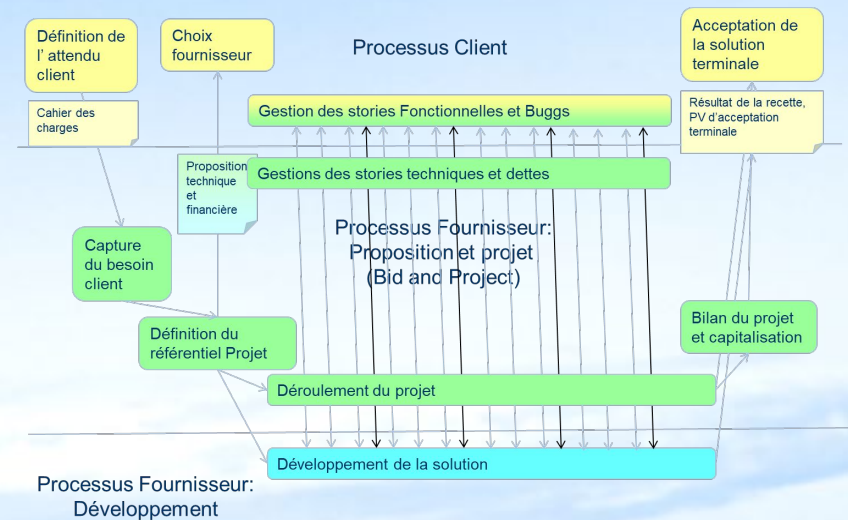 Définition de
l' attendu
client
Choix
fournisseur
Processus Client
Acceptation de
la solution
terminale
Cahier des
charges
Gestion des stories Fonctionnelles et Buggs
Résultat de la recette,
PV d'acceptation
terminale
Proposition
technique
et
financière
Gestions des stories techniques et dettes
Processus Fournisseur:
Proposition et projet
(Bid and Project)
Capture
du besoin
client
Définition du
référentiel Projet
Bilan du projet
et capitalisation
Déroulement du projet
Développement de la solution
Processus Fournisseur:
Développement